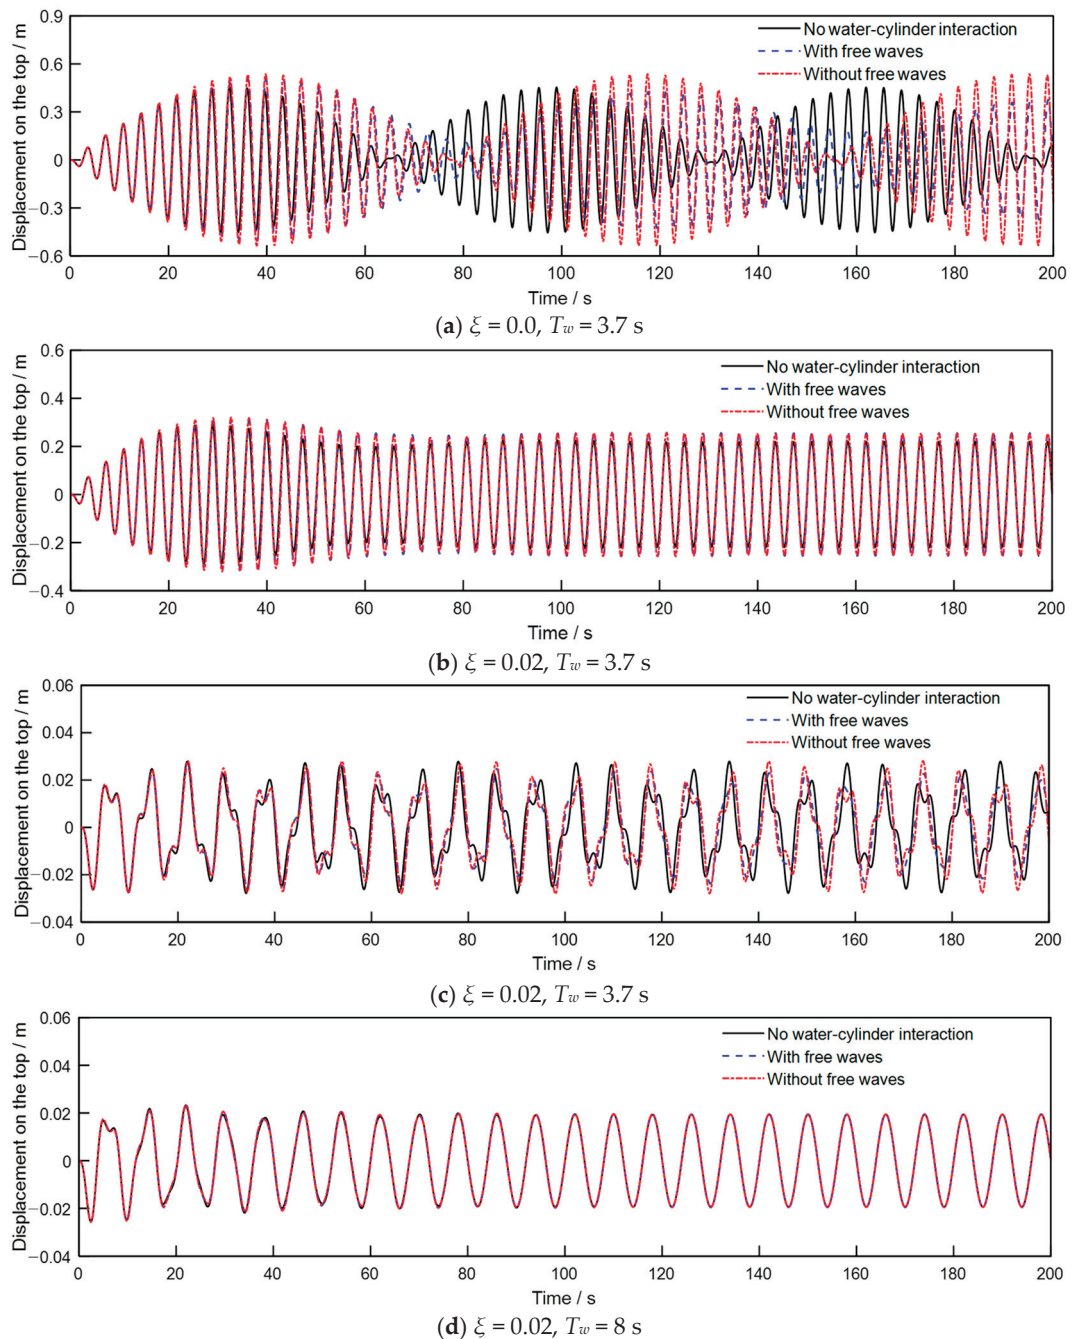 Displacement on the top / m
0.9
0.6
0.3
0
−0.3
−0.6
No water-cylinder interaction
With free waves
Without free waves
0 20 40 60 80 100 120 140 160 180 200
Time / s
(a) ξ = 0.0, Tw = 3.7 s
Displacement on the top / m
0.6
0.4
0.2
0
−0.2
−0.4
No water-cylinder interaction
With free waves
Without free waves
0 20 40 60 80 100 120 140 160 180 200
Time / s
(b) ξ = 0.02, Tw = 3.7 s
Displacement on the top / m
0.06
0.04
0.02
0
−0.02
−0.04
No water-cylinder interaction
With free waves
Without free waves
0 20 40 60 80 100 120 140 160 180 200
Time / s
(c) ξ = 0.02, Tw = 3.7 s
Displacement on the top / m
0.06
0.04
0.02
0
−0.02
−0.04
No water-cylinder interaction
With free waves
Without free waves
0 20 40 60 80 100 120 140 160 180 200
Time / s
(d) ξ = 0.02, Tw = 8 s